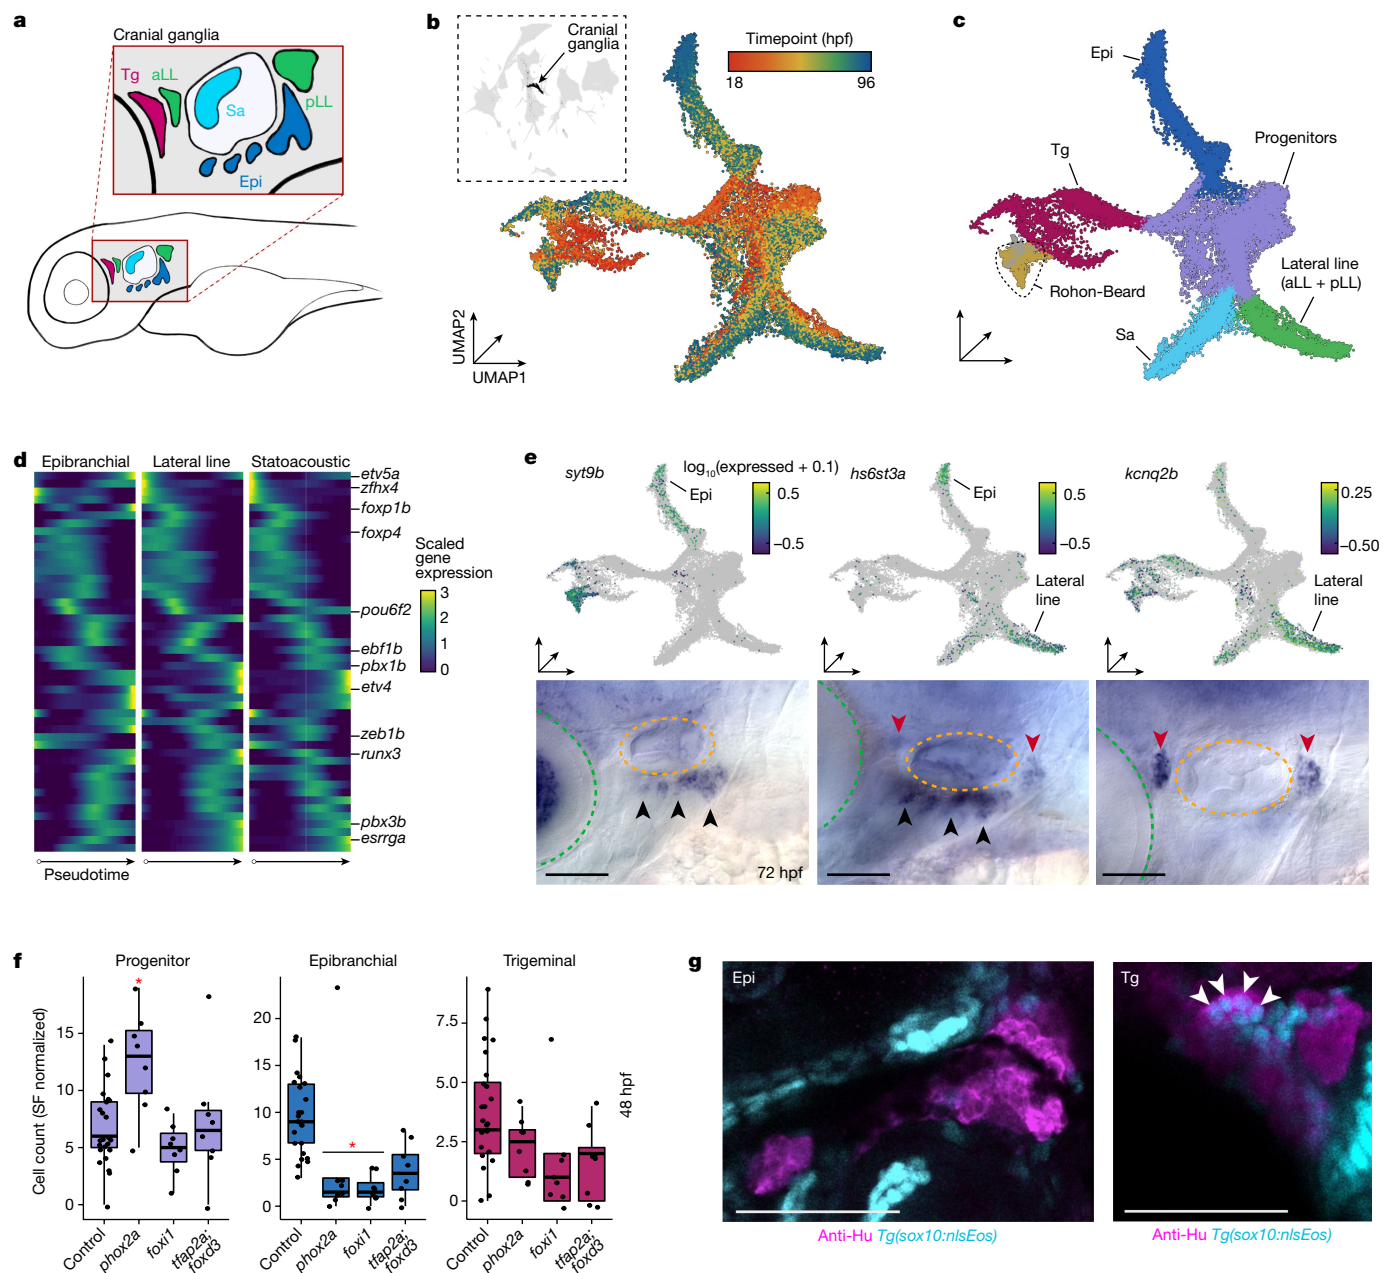 a
Cranial ganglia
Tg
aLL
Sa
pLL
Epi
b
Cranial
ganglia
Timepoint (hpf)
18
96
UMAP2
UMAP1
c
Epi
Progenitors
Tg
Lateral line
(aLL + pLL)
Rohon-Beard
Sa
d
Epibranchial
Lateral line
Statoacoustic
etv5a
zfhx4
foxp1b
foxp4
pou6f2
ebf1b
pbx1b
etv4
zeb1b
runx3
pbx3b
esrrga
Scaled
gene
expression
3
2
1
0
Pseudotime
e
syt9b
log10(expressed + 0.1)
0.5
–0.5
Epi
hs6st3a
Epi
0.5
–0.5
Lateral
line
kcnq2b
0.25
–0.50
Lateral
line
72 hpf
f
Progenitor
Epibranchial
Trigeminal
Cell count (SF normalized)
15
10
5
0
*
20
15
10
5
0
*
7.5
5.0
2.5
0
48 hpf
Control
phox2a
foxi1
tfap2a;
foxd3
Control
phox2a
foxi1
tfap2a;
foxd3
Control
phox2a
foxi1
tfap2a;
foxd3
g
Epi
Tg
Anti-Hu Tg(sox10:nlsEos)
Anti-Hu Tg(sox10:nlsEos)